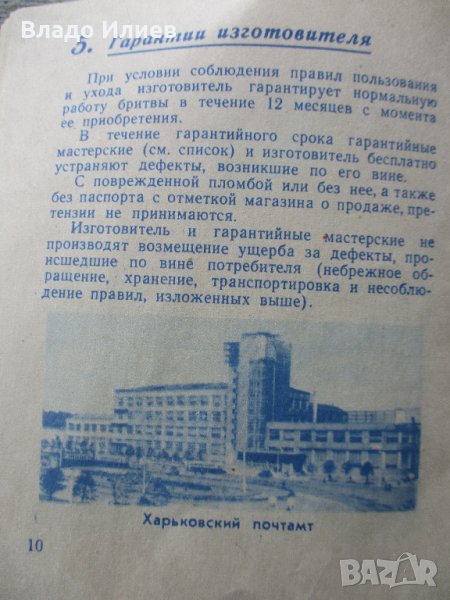 Владо Илиев
5. Гарантии изготовителя
При условии соблюдения правил пользования
и ухода изготовитель гарантирует нормальную
работу бритвы в течение 12 месяцев с момента
ее приобретения.
В течение гарантийного срока гарантийные
мастерские (см. список) и изготовитель бесплатно
устраняют дефекты, возникшие по его вине.
С поврежденной пломбой или без нее, а также
без паспорта с отметкой магазина о продаже, пре-
тензии не принимаются.
Изготовитель и гарантийные мастерские не
производят возмещение ущерба за дефекты, про-
исшедшие по вине потребителя (небрежное об-
ращение, хранение, транспортировка и несоблю-
дение правил, изложенных выше).
Харьковский почтамт
10
BAZAR